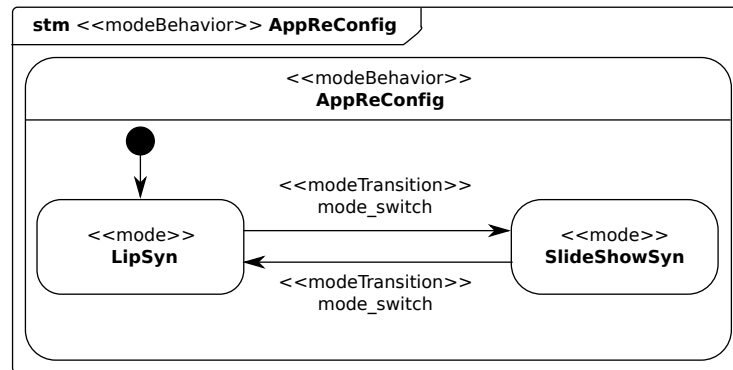 stm <<modeBehavior>> AppReConfig
<<modeBehavior>>
AppReConfig
<<modeTransition>>
mode_switch
<<mode>>
LipSyn
<<mode>>
SlideShowSyn
<<modeTransition>>
mode_switch